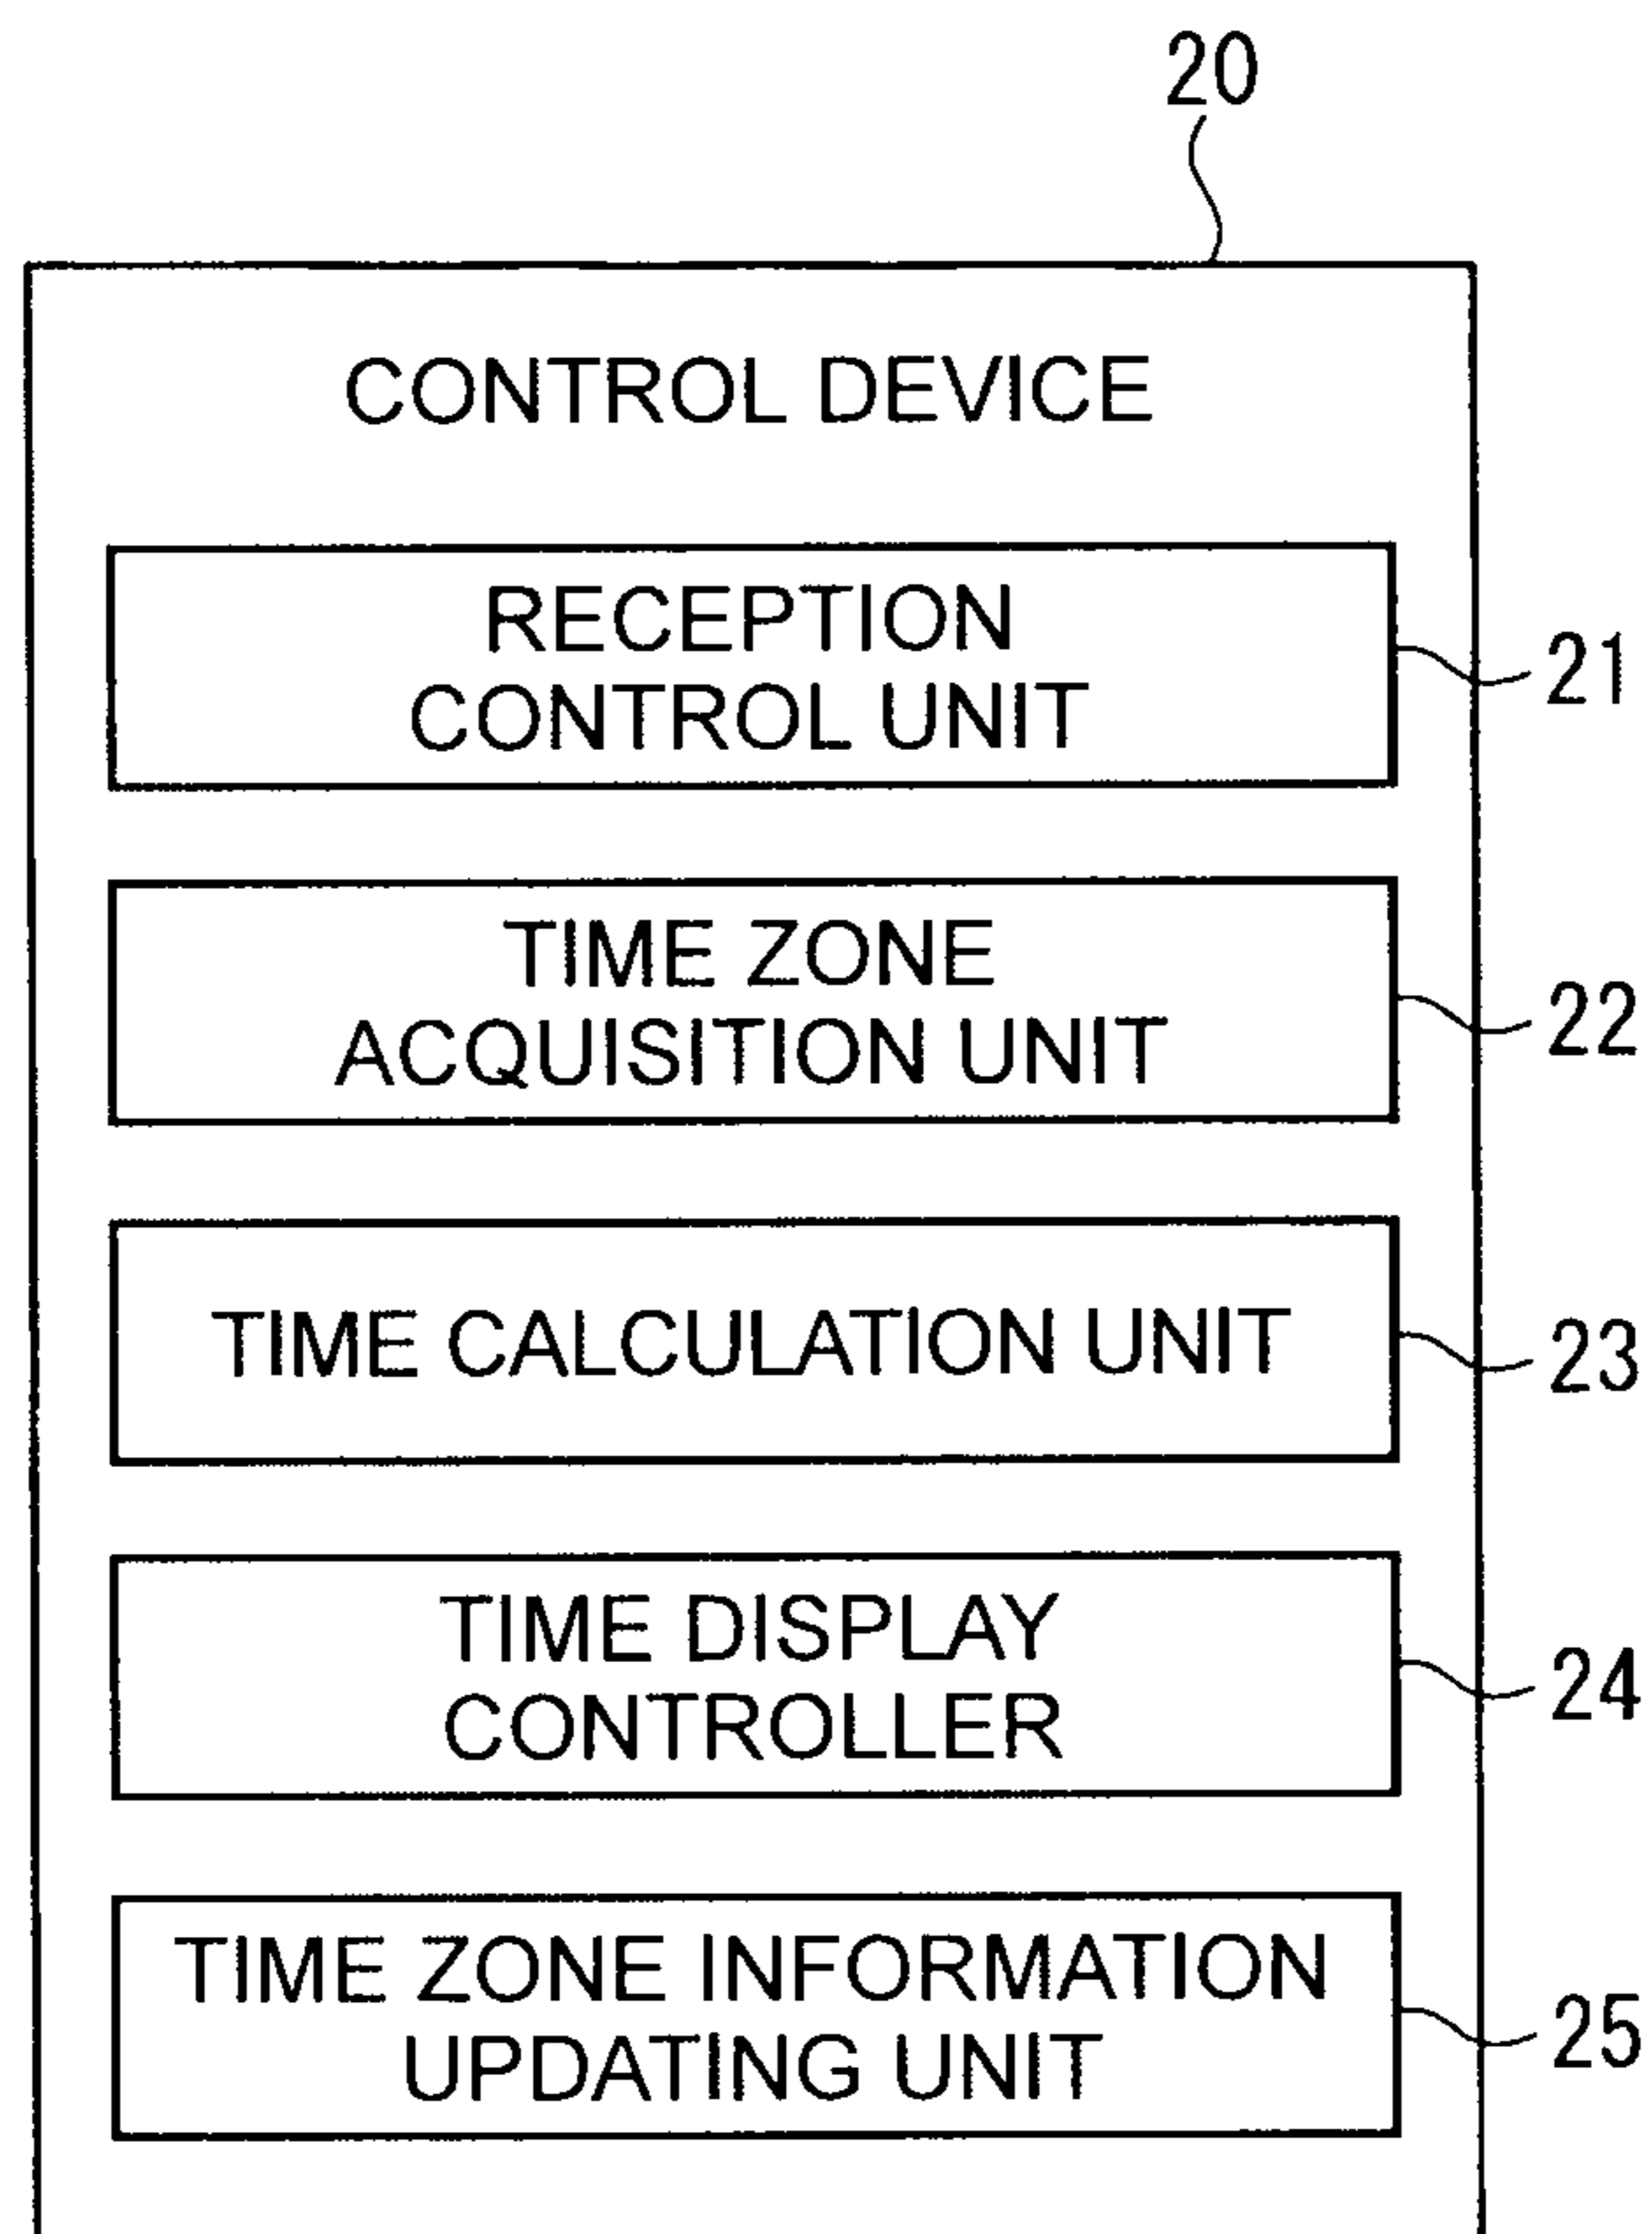 20
CONTROL DEVICE
RECEPTION
CONTROL UNIT
21
TIME ZONE
ACQUISITION UNIT
22
TIME CALCULATION UNIT
23
TIME DISPLAY
CONTROLLER
24
TIME ZONE INFORMATION
UPDATING UNIT
25